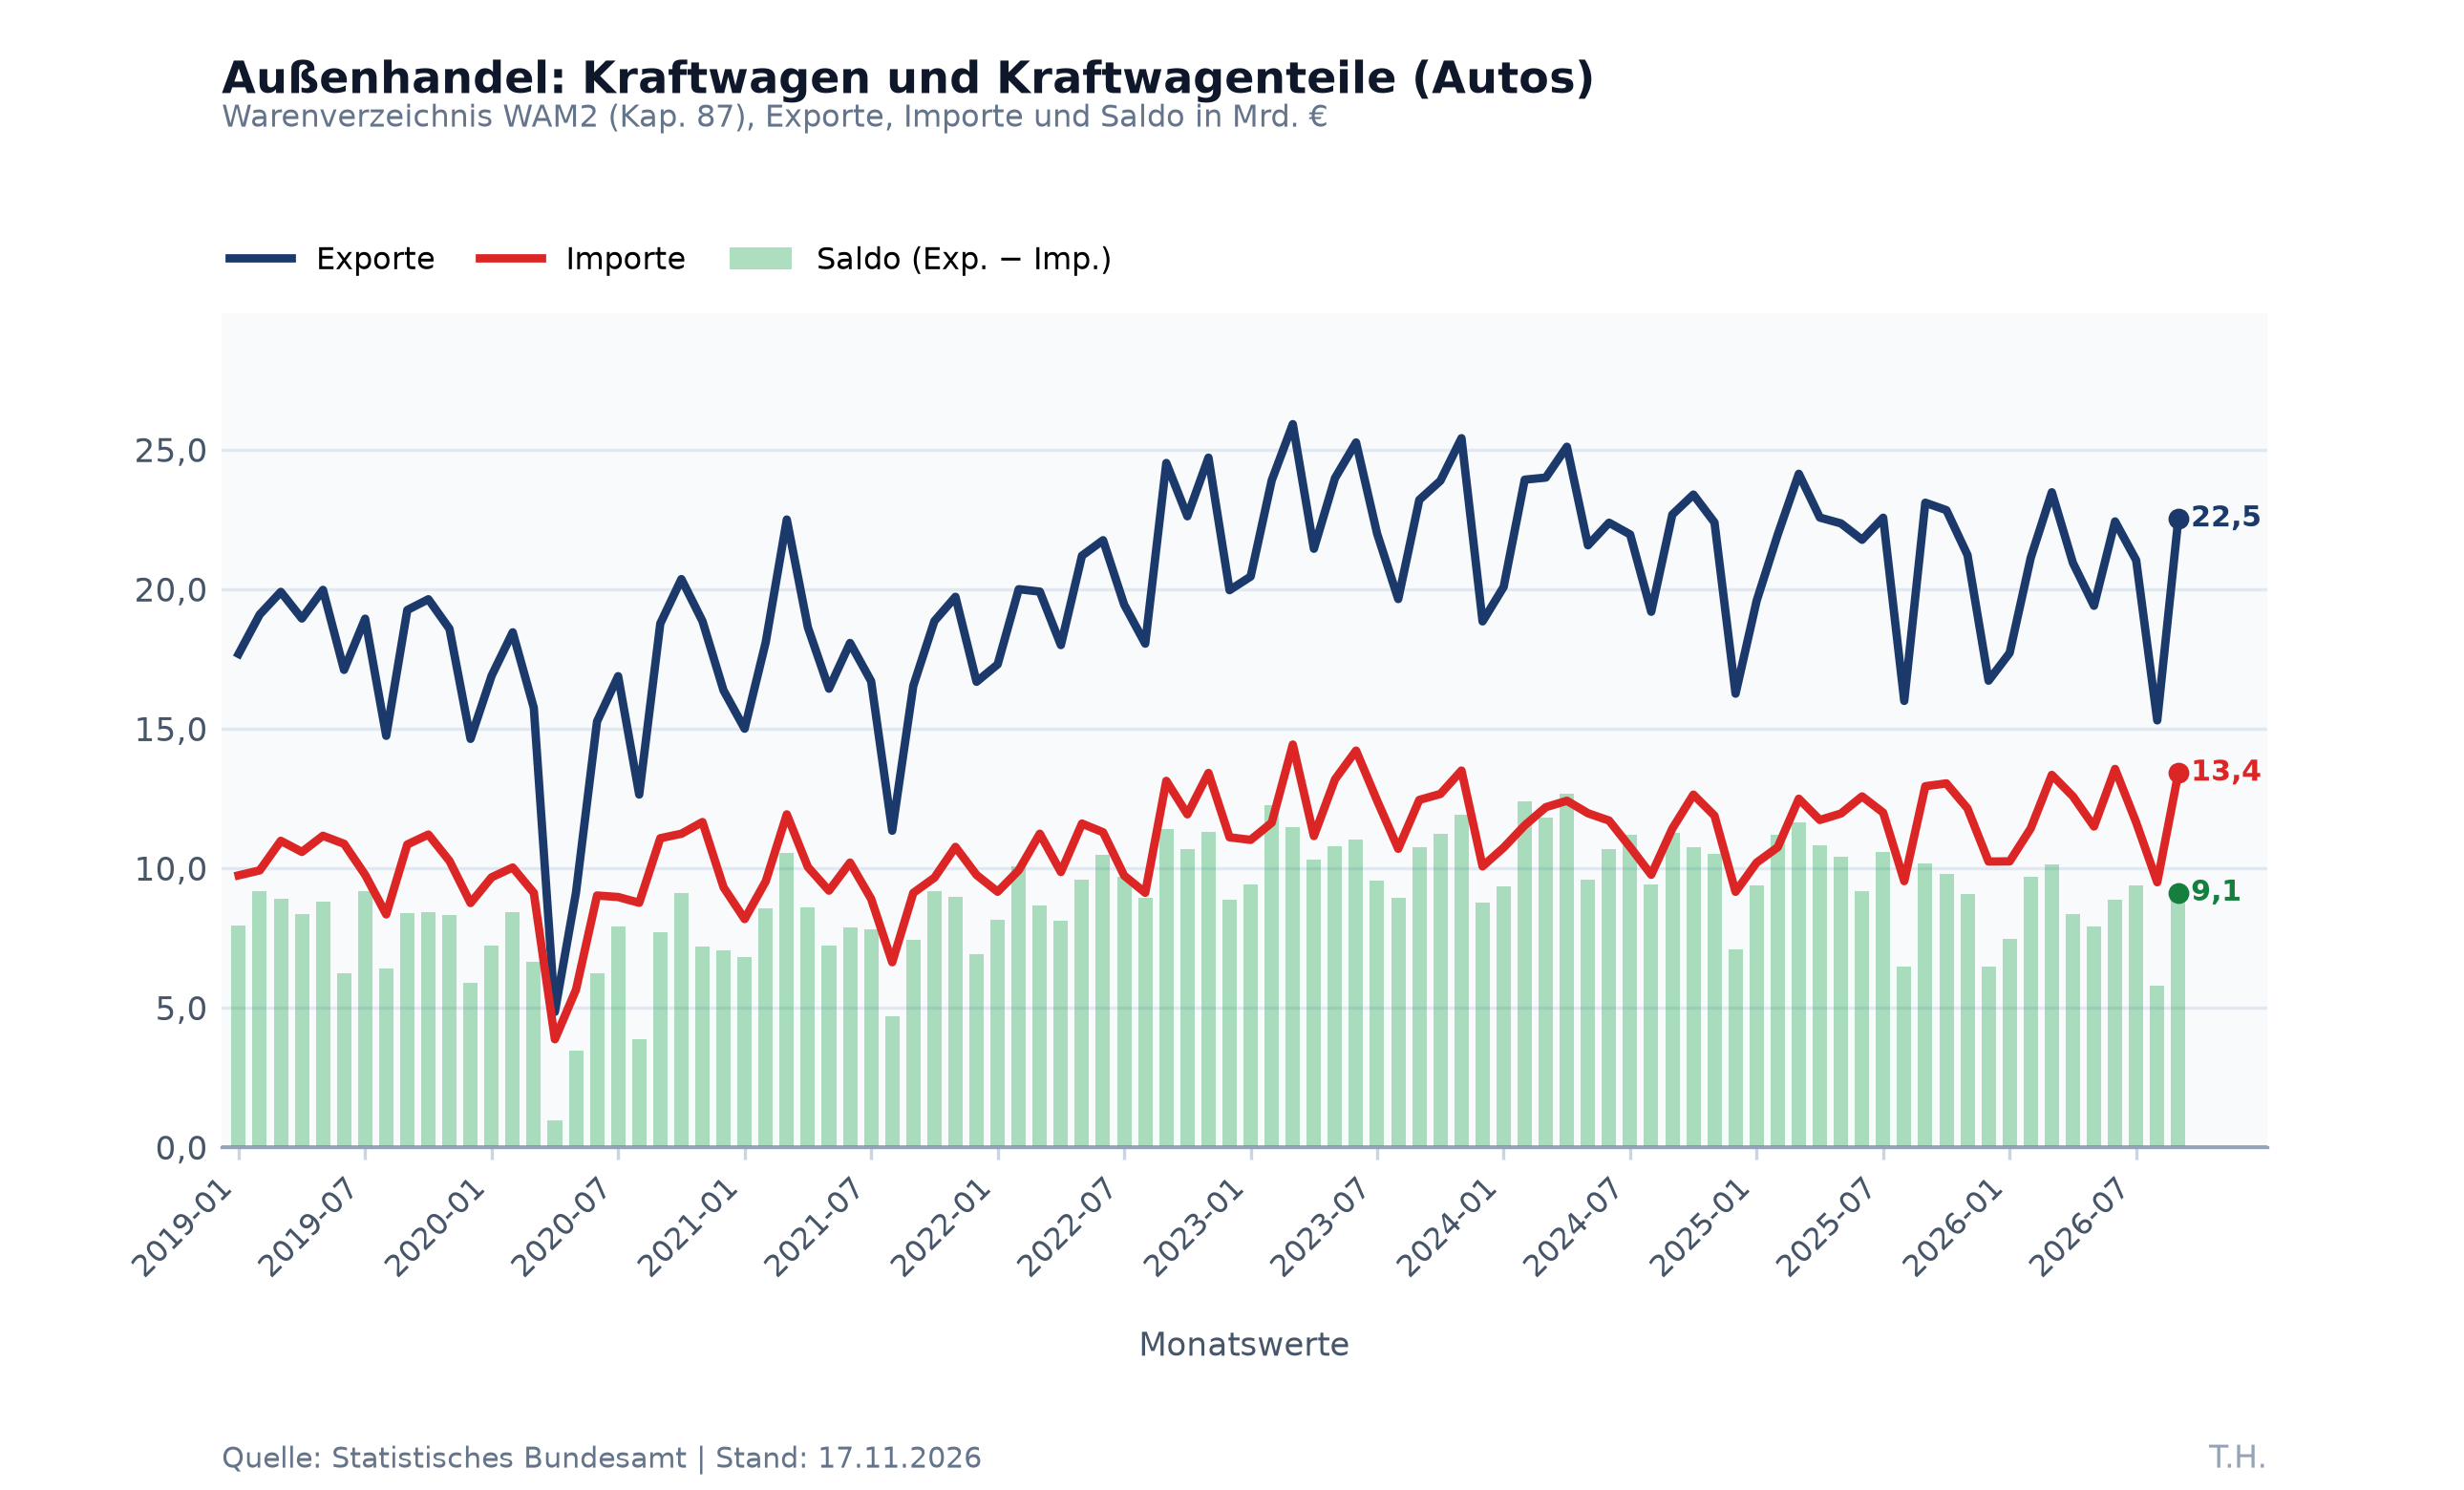 Außenhandel: Kraftwagen und Kraftwagenteile (Autos)
Warenverzeichnis WAM2 (Kap. 87), Exporte, Importe und Saldo in Mrd. €
Exporte Importe Saldo (Exp. − Imp.)
25,0
20,0
15,0
10,0
5,0
0,0
22,5
13,4
9,1
2019-01 2019-07 2020-01 2020-07 2021-01 2021-07 2022-01 2022-07 2023-01 2023-07 2024-01 2024-07 2025-01 2025-07 2026-01 2026-07
Monatswerte
Quelle: Statistisches Bundesamt | Stand: 17.11.2026
T.H.